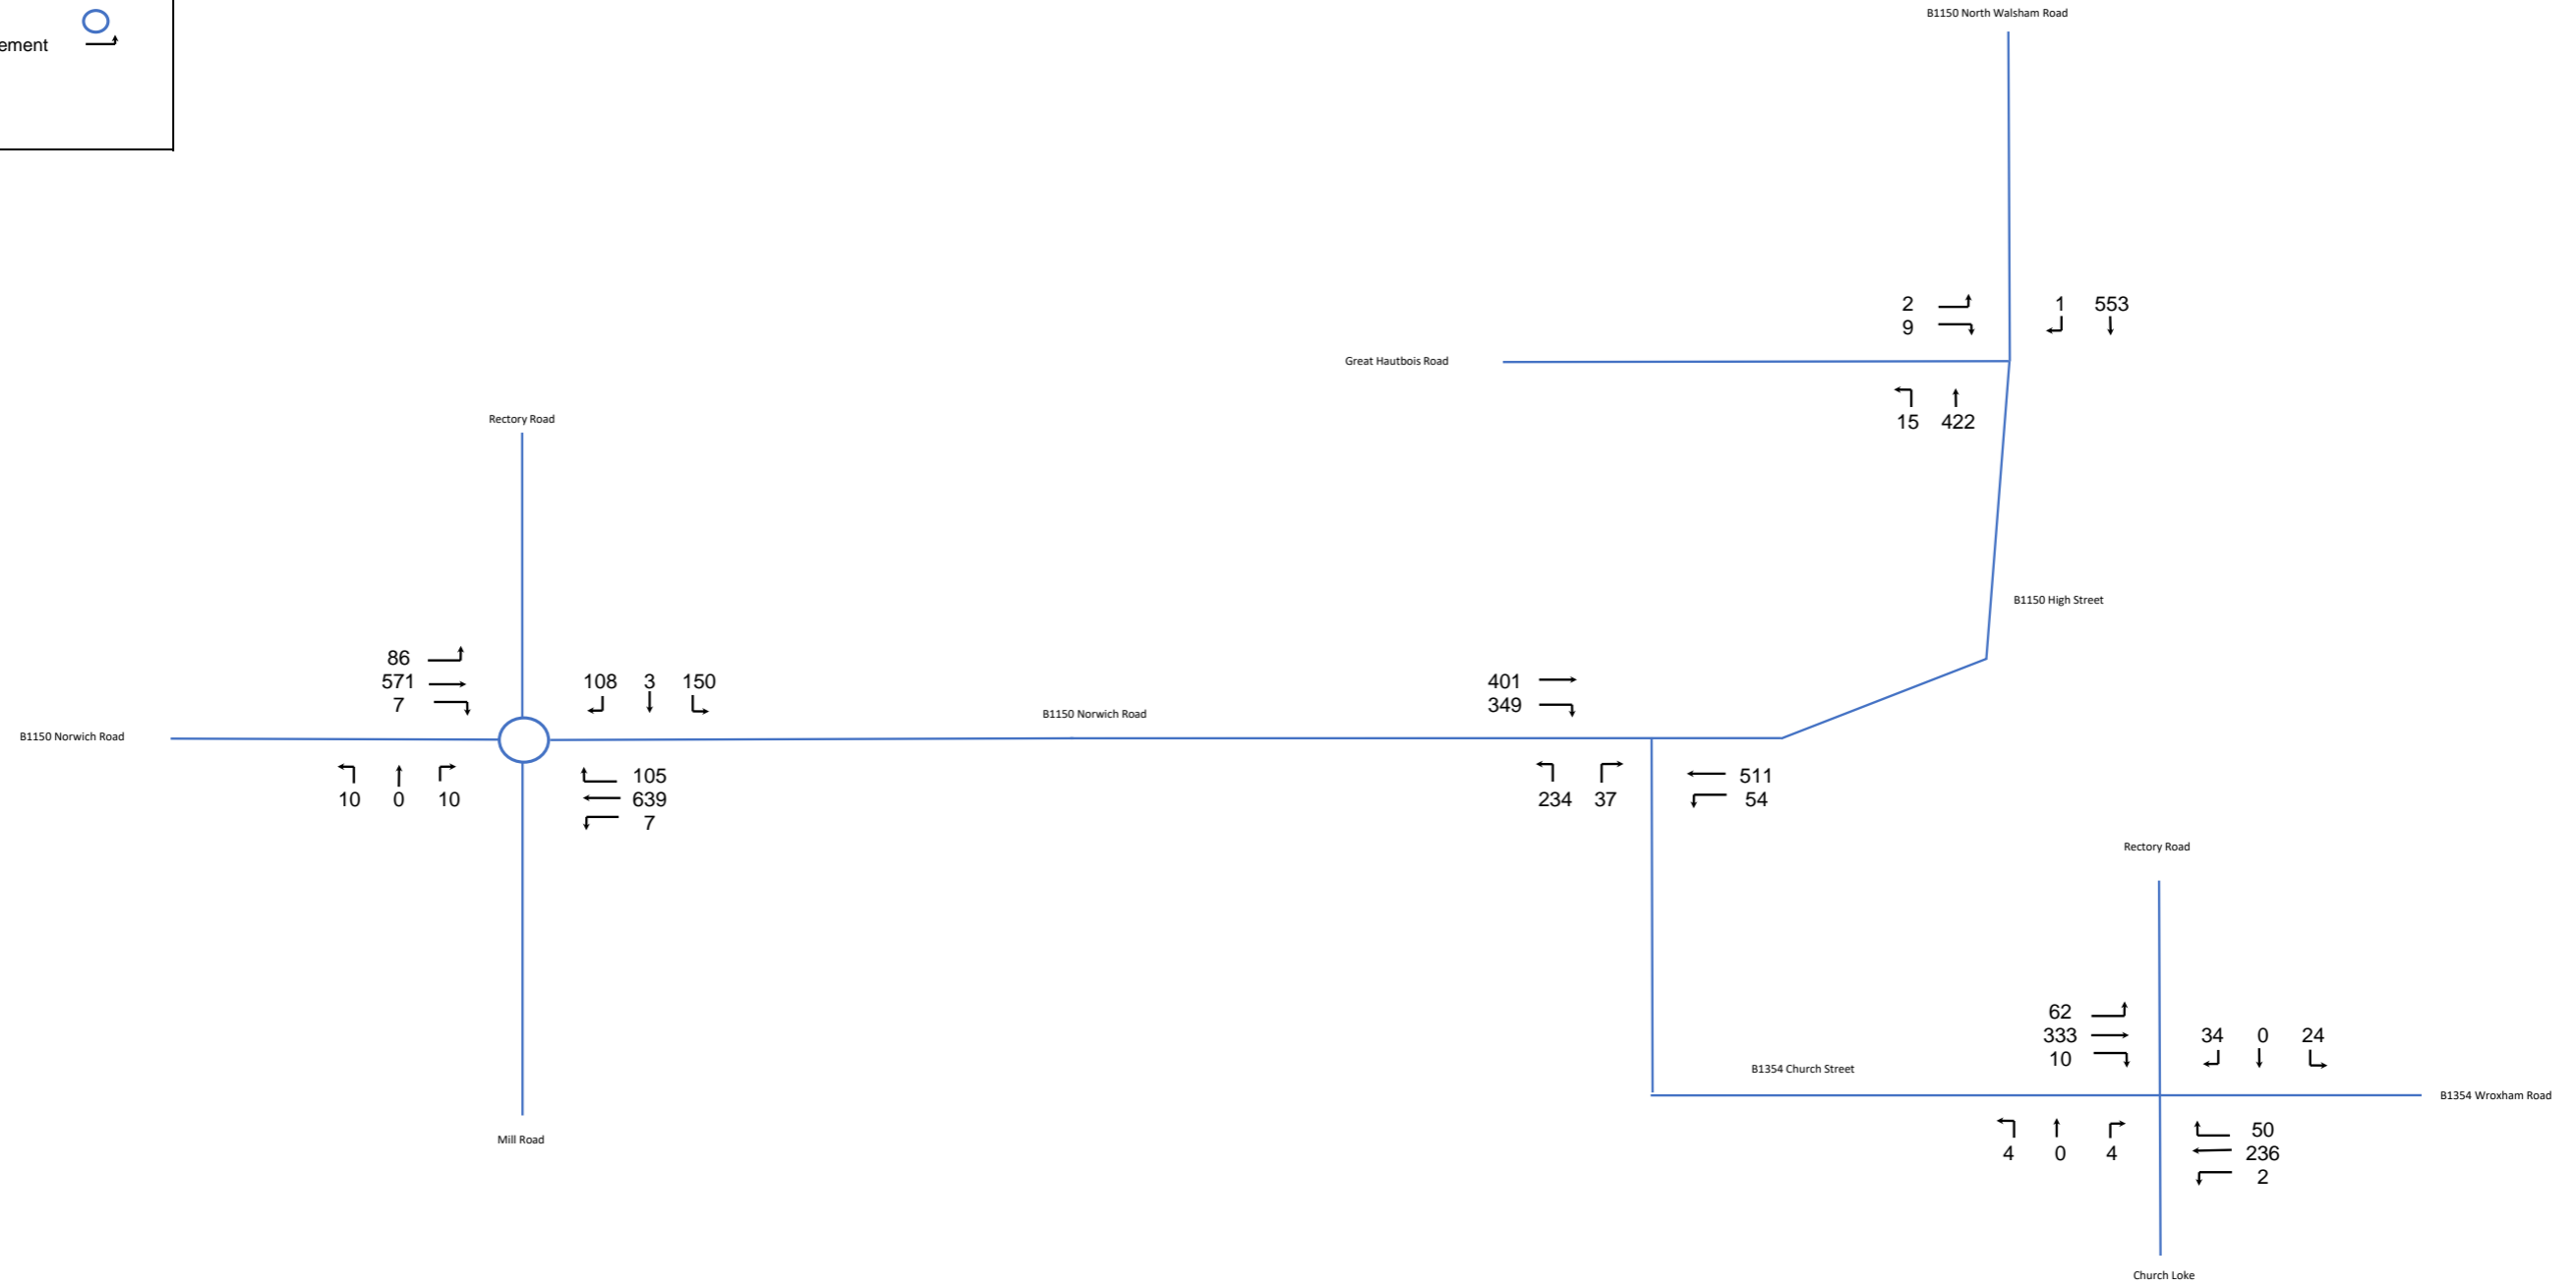 ement
B1150 North Walsham Road
2
1 553
9
Great Hautbois Road
15 422
Rectory Road
B1150 High Street
86
571
7
108 3 150
401
349
B1150 Norwich Road
B1150 Norwich Road
10 0 10
105
639
7
234 37
511
54
Rectory Road
62
333
10
34 0 24
B1354 Church Street
B1354 Wroxham Road
4 0 4
50
236
2
Mill Road
Church Loke